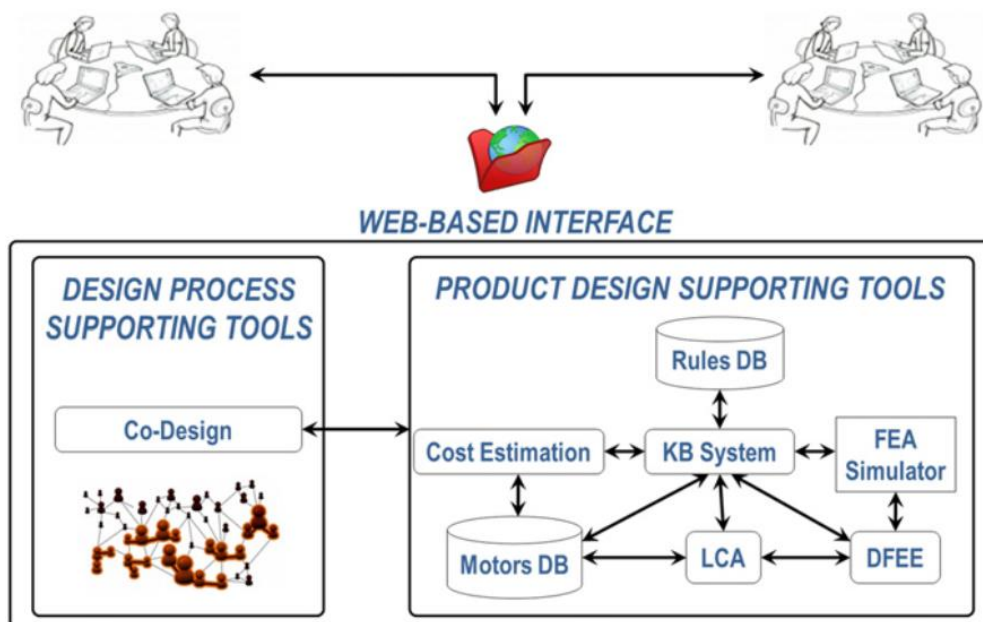 WEB-BASED INTERFACE
DESIGN PROCESS
SUPPORTING TOOLS
Co-Design
PRODUCT DESIGN SUPPORTING TOOLS
Rules DB
Cost Estimation
KB System
FEA
Simulator
Motors DB
LCA
DFEE